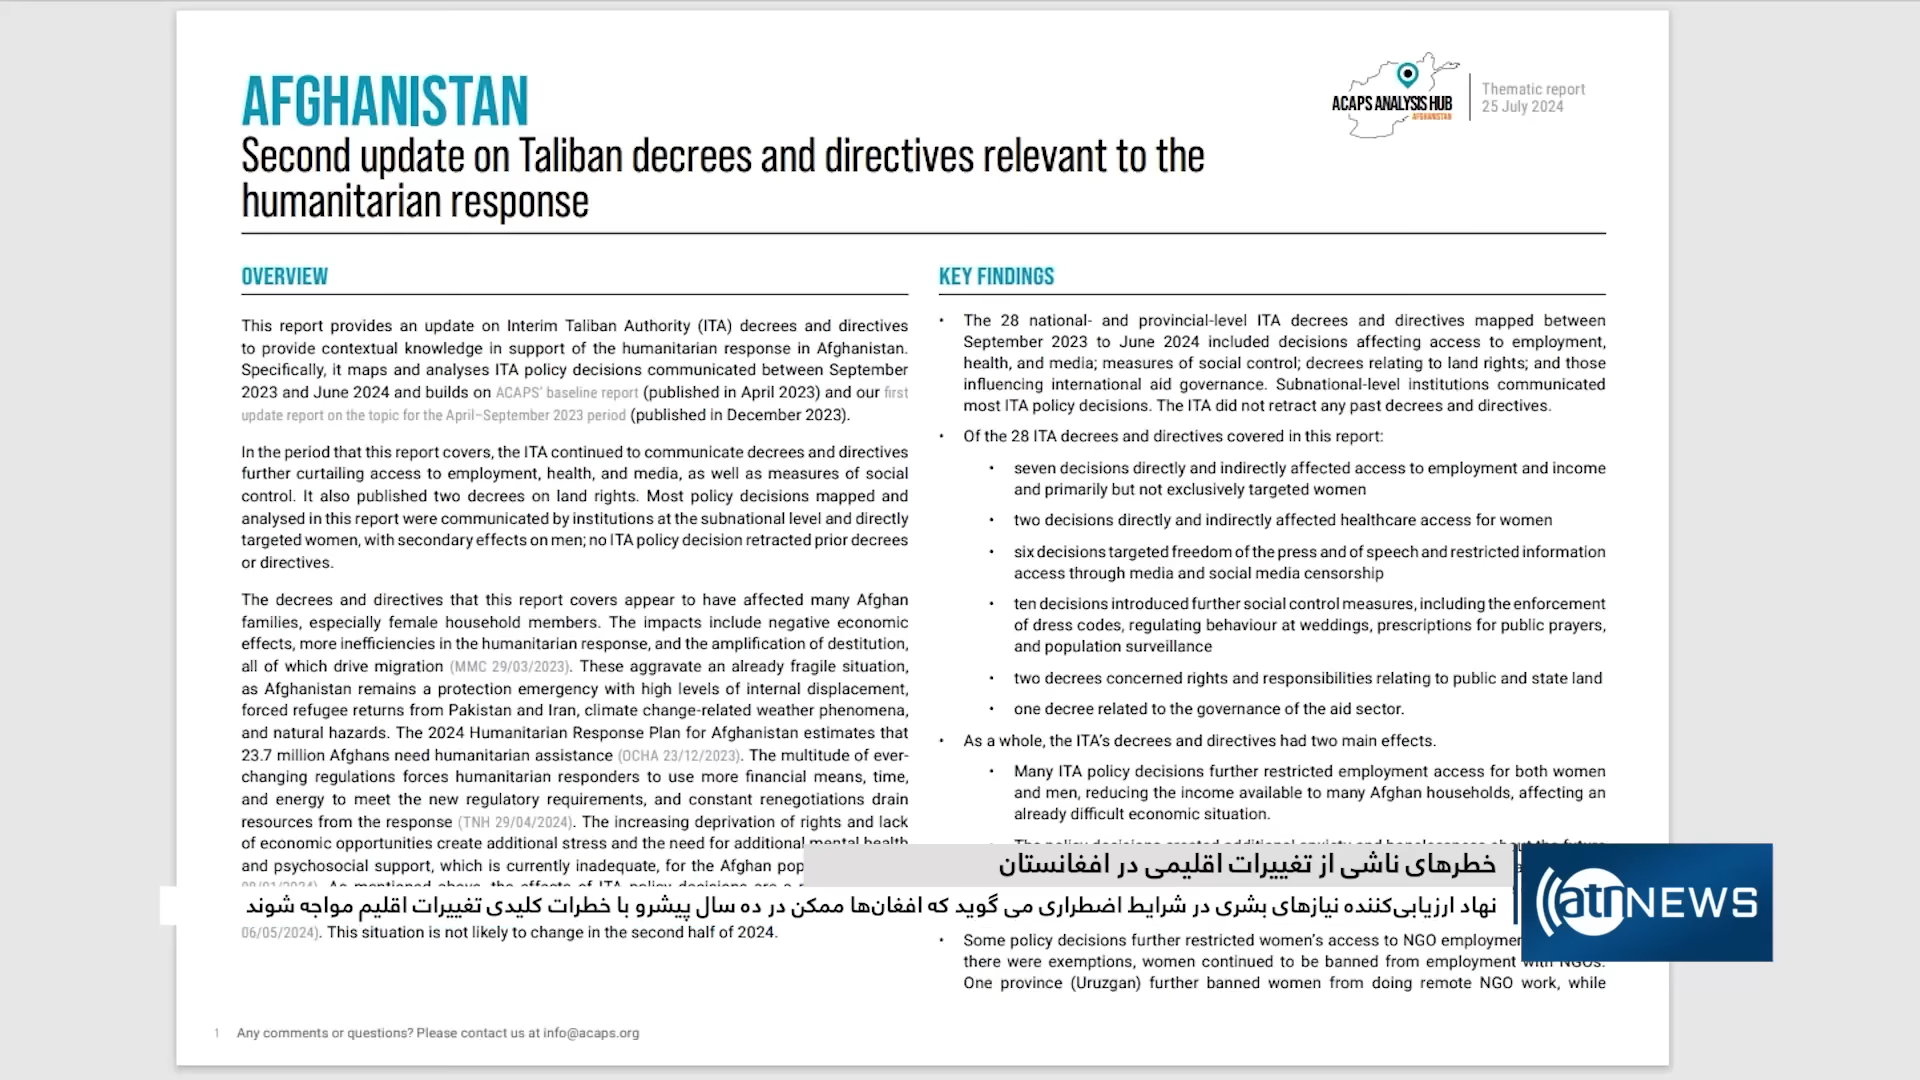 AFGHANISTAN
Second update on Taliban decrees and directives relevant to the
humanitarian response
ACAPS ANALYSIS HUB
AFGHANISTAN
Thematic report
25 July 2024
OVERVIEW
This report provides an update on Interim Taliban Authority (ITA) decrees and directives
to provide contextual knowledge in support of the humanitarian response in Afghanistan.
Specifically, it maps and analyses ITA policy decisions communicated between September
2023 and June 2024 and builds on ACAPS' baseline report (published in April 2023) and our first
update report on the topic for the April–September 2023 period (published in December 2023).
In the period that this report covers, the ITA continued to communicate decrees and directives
further curtailing access to employment, health, and media, as well as measures of social
control. It also published two decrees on land rights. Most policy decisions mapped and
analysed in this report were communicated by institutions at the subnational level and directly
targeted women, with secondary effects on men; no ITA policy decision retracted prior decrees
or directives.
The decrees and directives that this report covers appear to have affected many Afghan
families, especially female household members. The impacts include negative economic
effects, more inefficiencies in the humanitarian response, and the amplification of destitution,
all of which drive migration (MMC 29/03/2023). These aggravate an already fragile situation,
as Afghanistan remains a protection emergency with high levels of internal displacement,
forced refugee returns from Pakistan and Iran, climate change-related weather phenomena,
and natural hazards. The 2024 Humanitarian Response Plan for Afghanistan estimates that
23.7 million Afghans need humanitarian assistance (OCHA 23/12/2023). The multitude of ever-
changing regulations forces humanitarian responders to use more financial means, time,
and energy to meet the new regulatory requirements, and constant renegotiations drain
resources from the response (TNH 29/04/2024). The increasing deprivation of rights and lack
of economic opportunities create additional stress and the need for additional mental health
and psychosocial support, which is currently inadequate, for the Afghan
06/05/2024). This situation is not likely to change in the second half of 2024.
KEY FINDINGS
• The 28 national- and provincial-level ITA decrees and directives mapped between
September 2023 to June 2024 included decisions affecting access to employment,
health, and media; measures of social control; decrees relating to land rights; and those
influencing international aid governance. Subnational-level institutions communicated
most ITA policy decisions. The ITA did not retract any past decrees and directives.
• Of the 28 ITA decrees and directives covered in this report:
• seven decisions directly and indirectly affected access to employment and income
and primarily but not exclusively targeted women
• two decisions directly and indirectly affected healthcare access for women
• six decisions targeted freedom of the press and of speech and restricted information
access through media and social media censorship
• ten decisions introduced further social control measures, including the enforcement
of dress codes, regulating behaviour at weddings, prescriptions for public prayers,
and population surveillance
• two decrees concerned rights and responsibilities relating to public and state land
• one decree related to the governance of the aid sector.
• As a whole, the ITA's decrees and directives had two main effects.
• Many ITA policy decisions further restricted employment access for both women
and men, reducing the income available to many Afghan households, affecting an
already difficult economic situation.
• Some policy decisions further restricted women's access to NGO
there were exemptions, women continued to be banned from employment with NGOs.
One province (Uruzgan) further banned women from doing remote NGO work, while
خطرهای ناشی از تغییرات اقلیمی در افغانستان
نهاد ارزیابی‌کننده نیازهای بشری در شرایط اضطراری می گوید که افغان‌ها ممکن در ده سال پیشرو با خطرات کلیدی تغییرات اقلیم مواجه شوند
atn NEWS
1 Any comments or questions? Please contact us at info@acaps.org